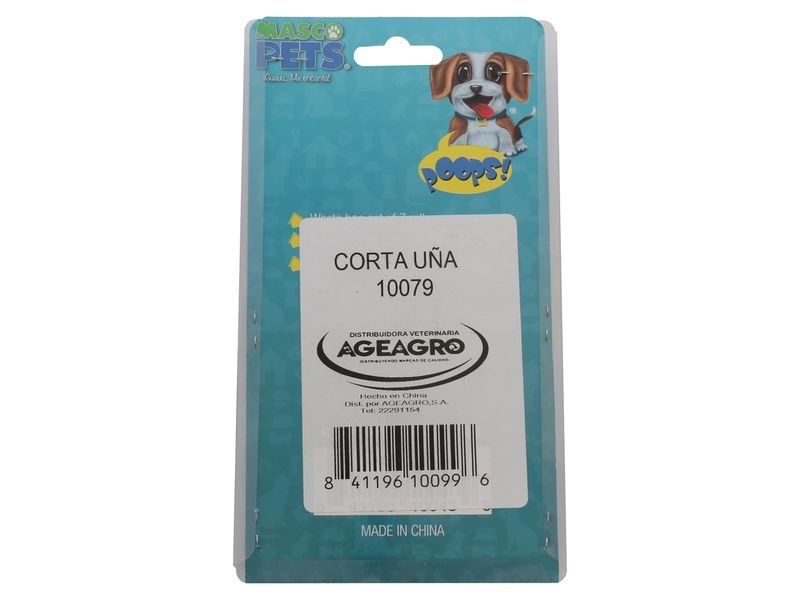 MASCO
PETS®
¡Guauu... Me encanta!
®
POOPS!
CORTA UÑA
10079
DISTRIBUIDORA VETERINARIA
AGEAGRO
-DISTRIBUYENDO MARCAS DE CALIDAD-
Hecho en China
Dist. por AGEAGRO,S.A.
Tel: 22291154
8 41196 10099 6
MADE IN CHINA